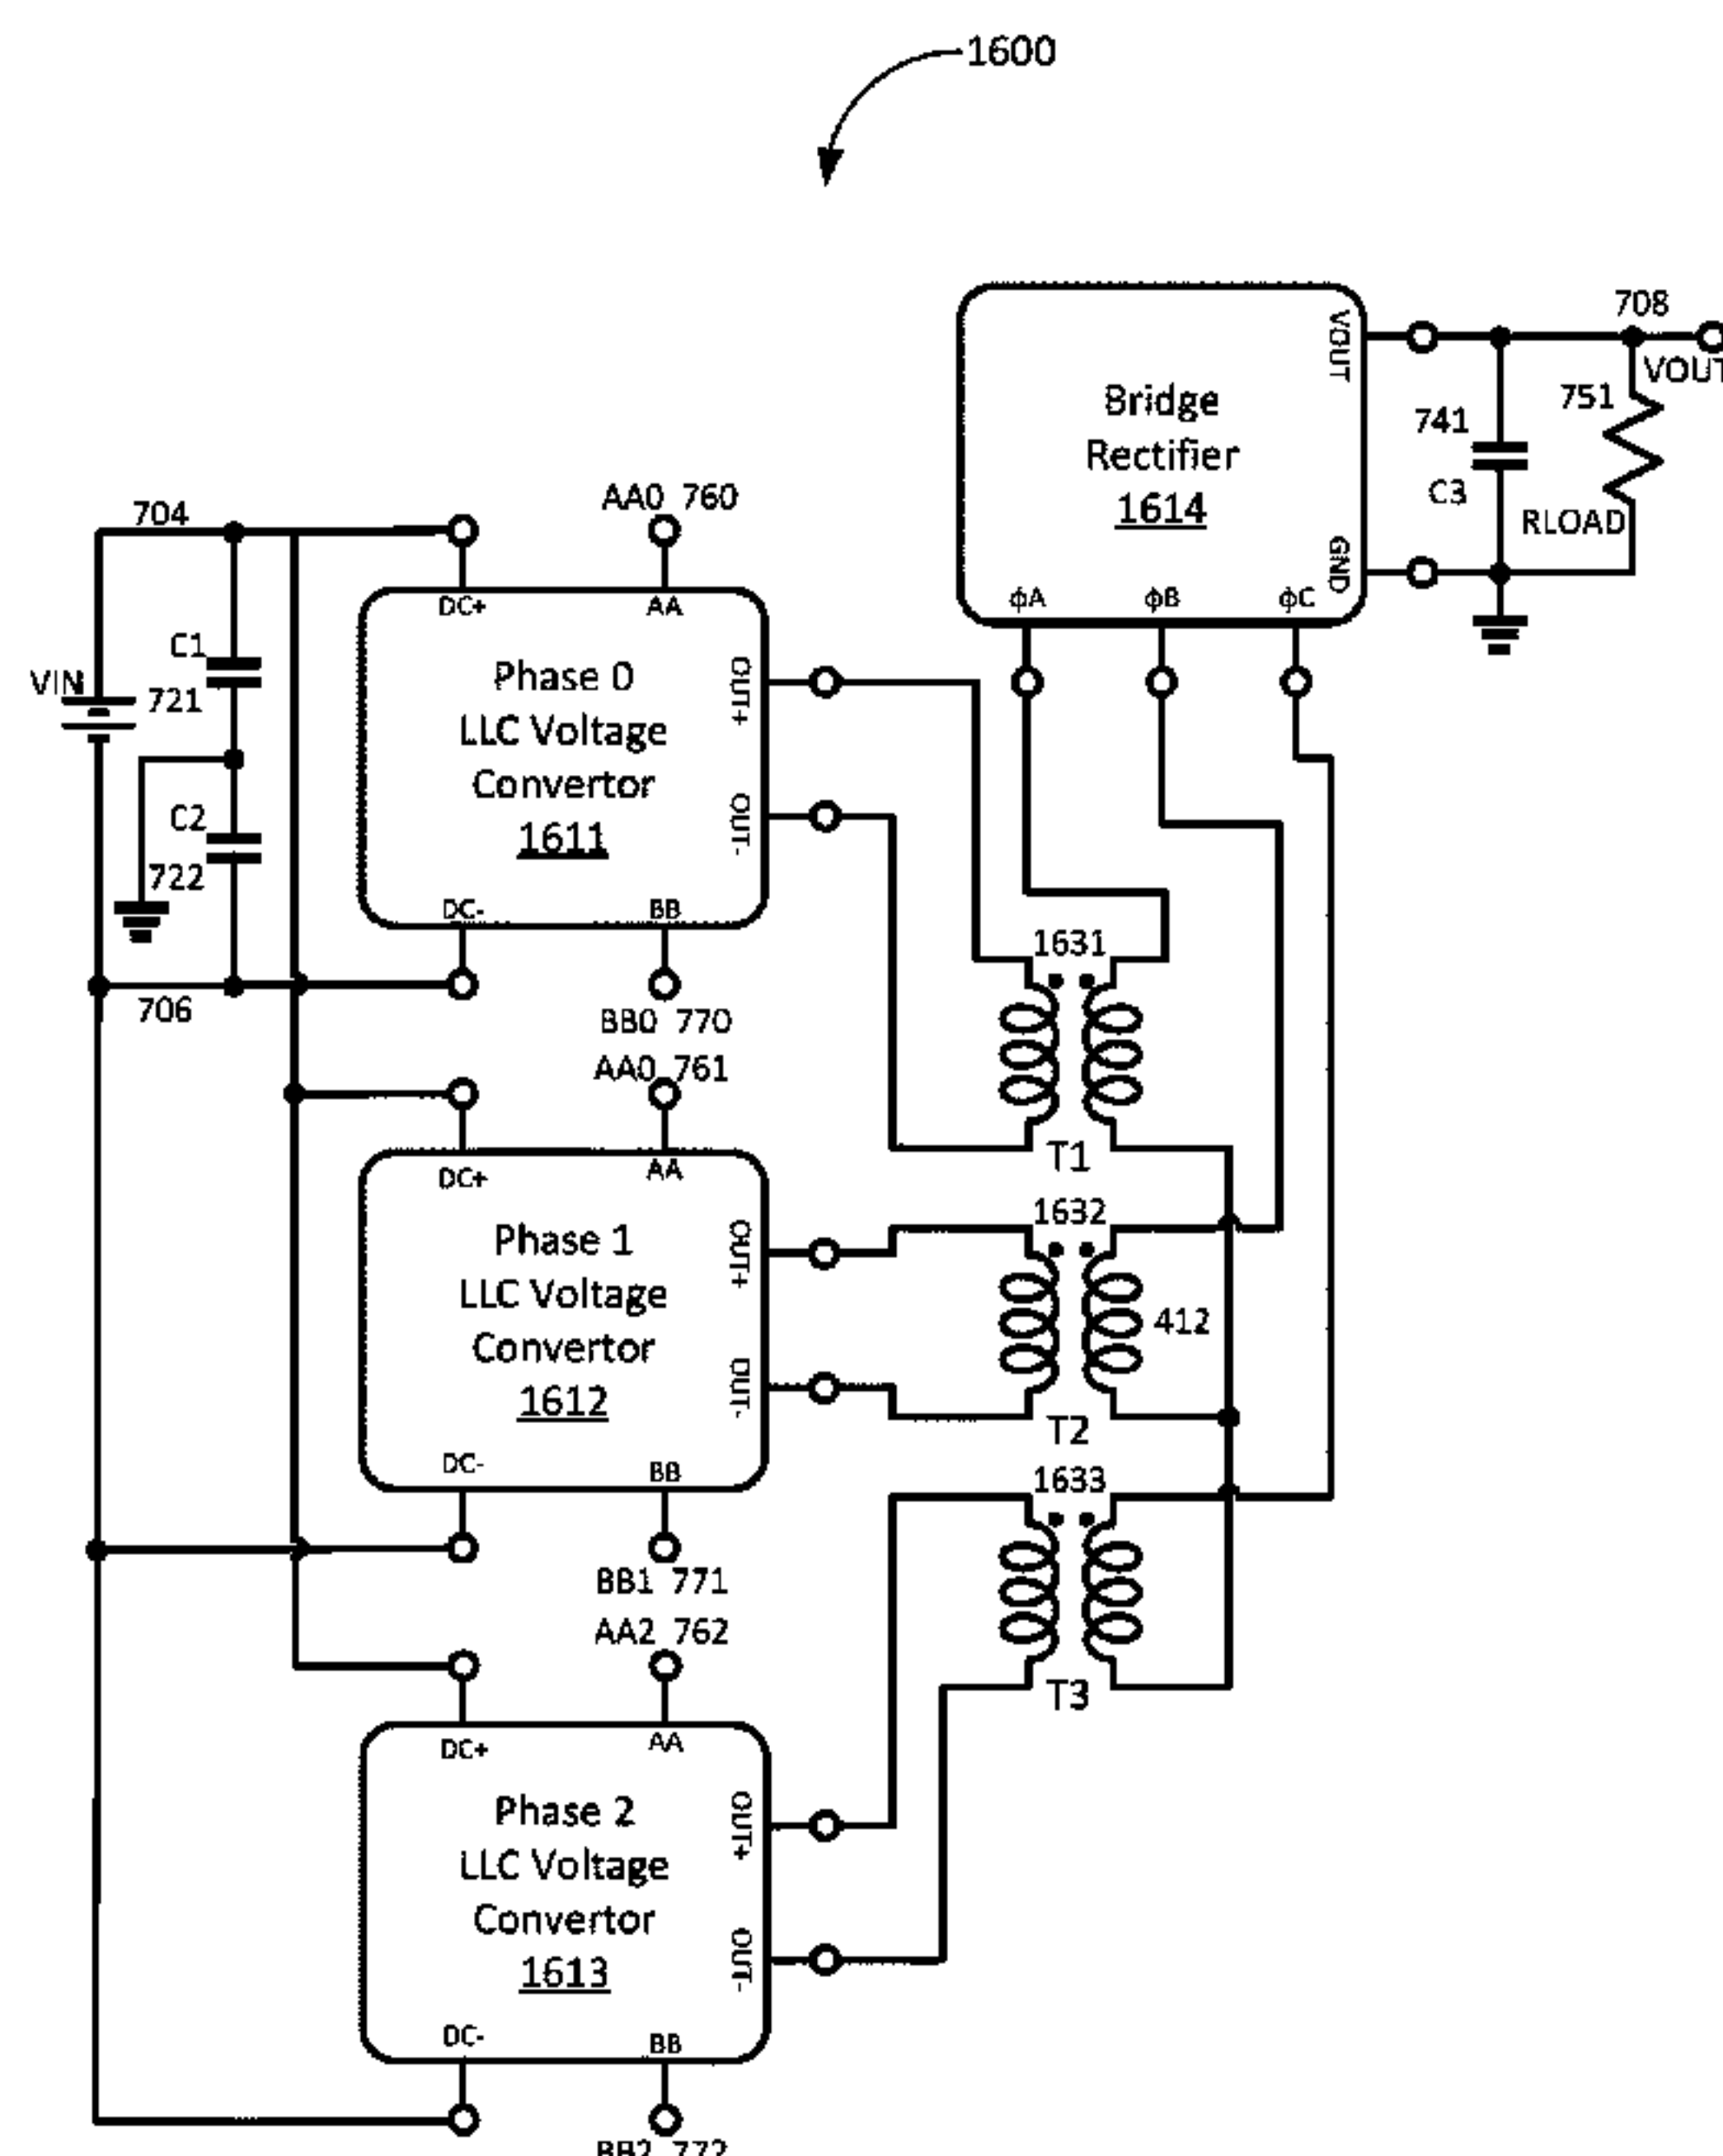 1600
708
VOUT
VOUT
751
741
C3
RLOAD
Bridge
Rectifier
1614
GND
ϕA ϕB ϕC
704
AA0 760
DC+ AA
C1
VIN
721
Phase 0
LLC Voltage
Convertor
1611
OUT+
OUT-
C2
722
DC- BB
706
BB0 770
AA0 761
1631
T1
DC+ AA
Phase 1
LLC Voltage
Convertor
1612
OUT+
OUT-
1632
412
T2
DC- BB
BB1 771
AA2 762
1633
T3
DC+ AA
Phase 2
LLC Voltage
Convertor
1613
OUT+
OUT-
DC- BB
BB2 772